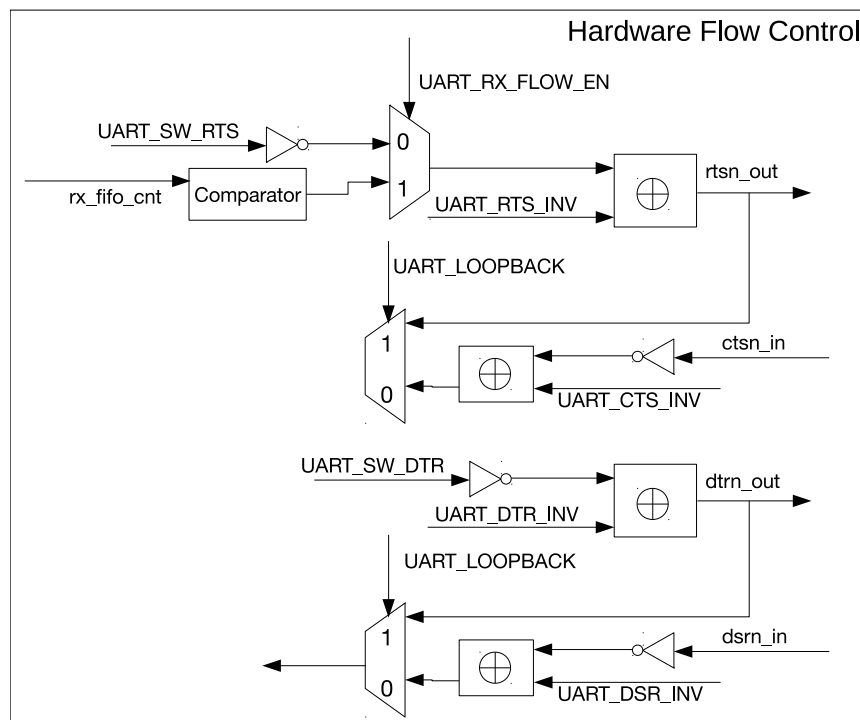 Hardware Flow Control
UART_RX_FLOW_EN
UART_SW_RTS
0
rtsn_out
1
Comparator
rx_fifo_cnt
UART_RTS_INV
UART_LOOPBACK
1
ctsn_in
0
UART_CTS_INV
UART_SW_DTR
dtrn_out
UART_DTR_INV
UART_LOOPBACK
1
dsrn_in
0
UART_DSR_INV